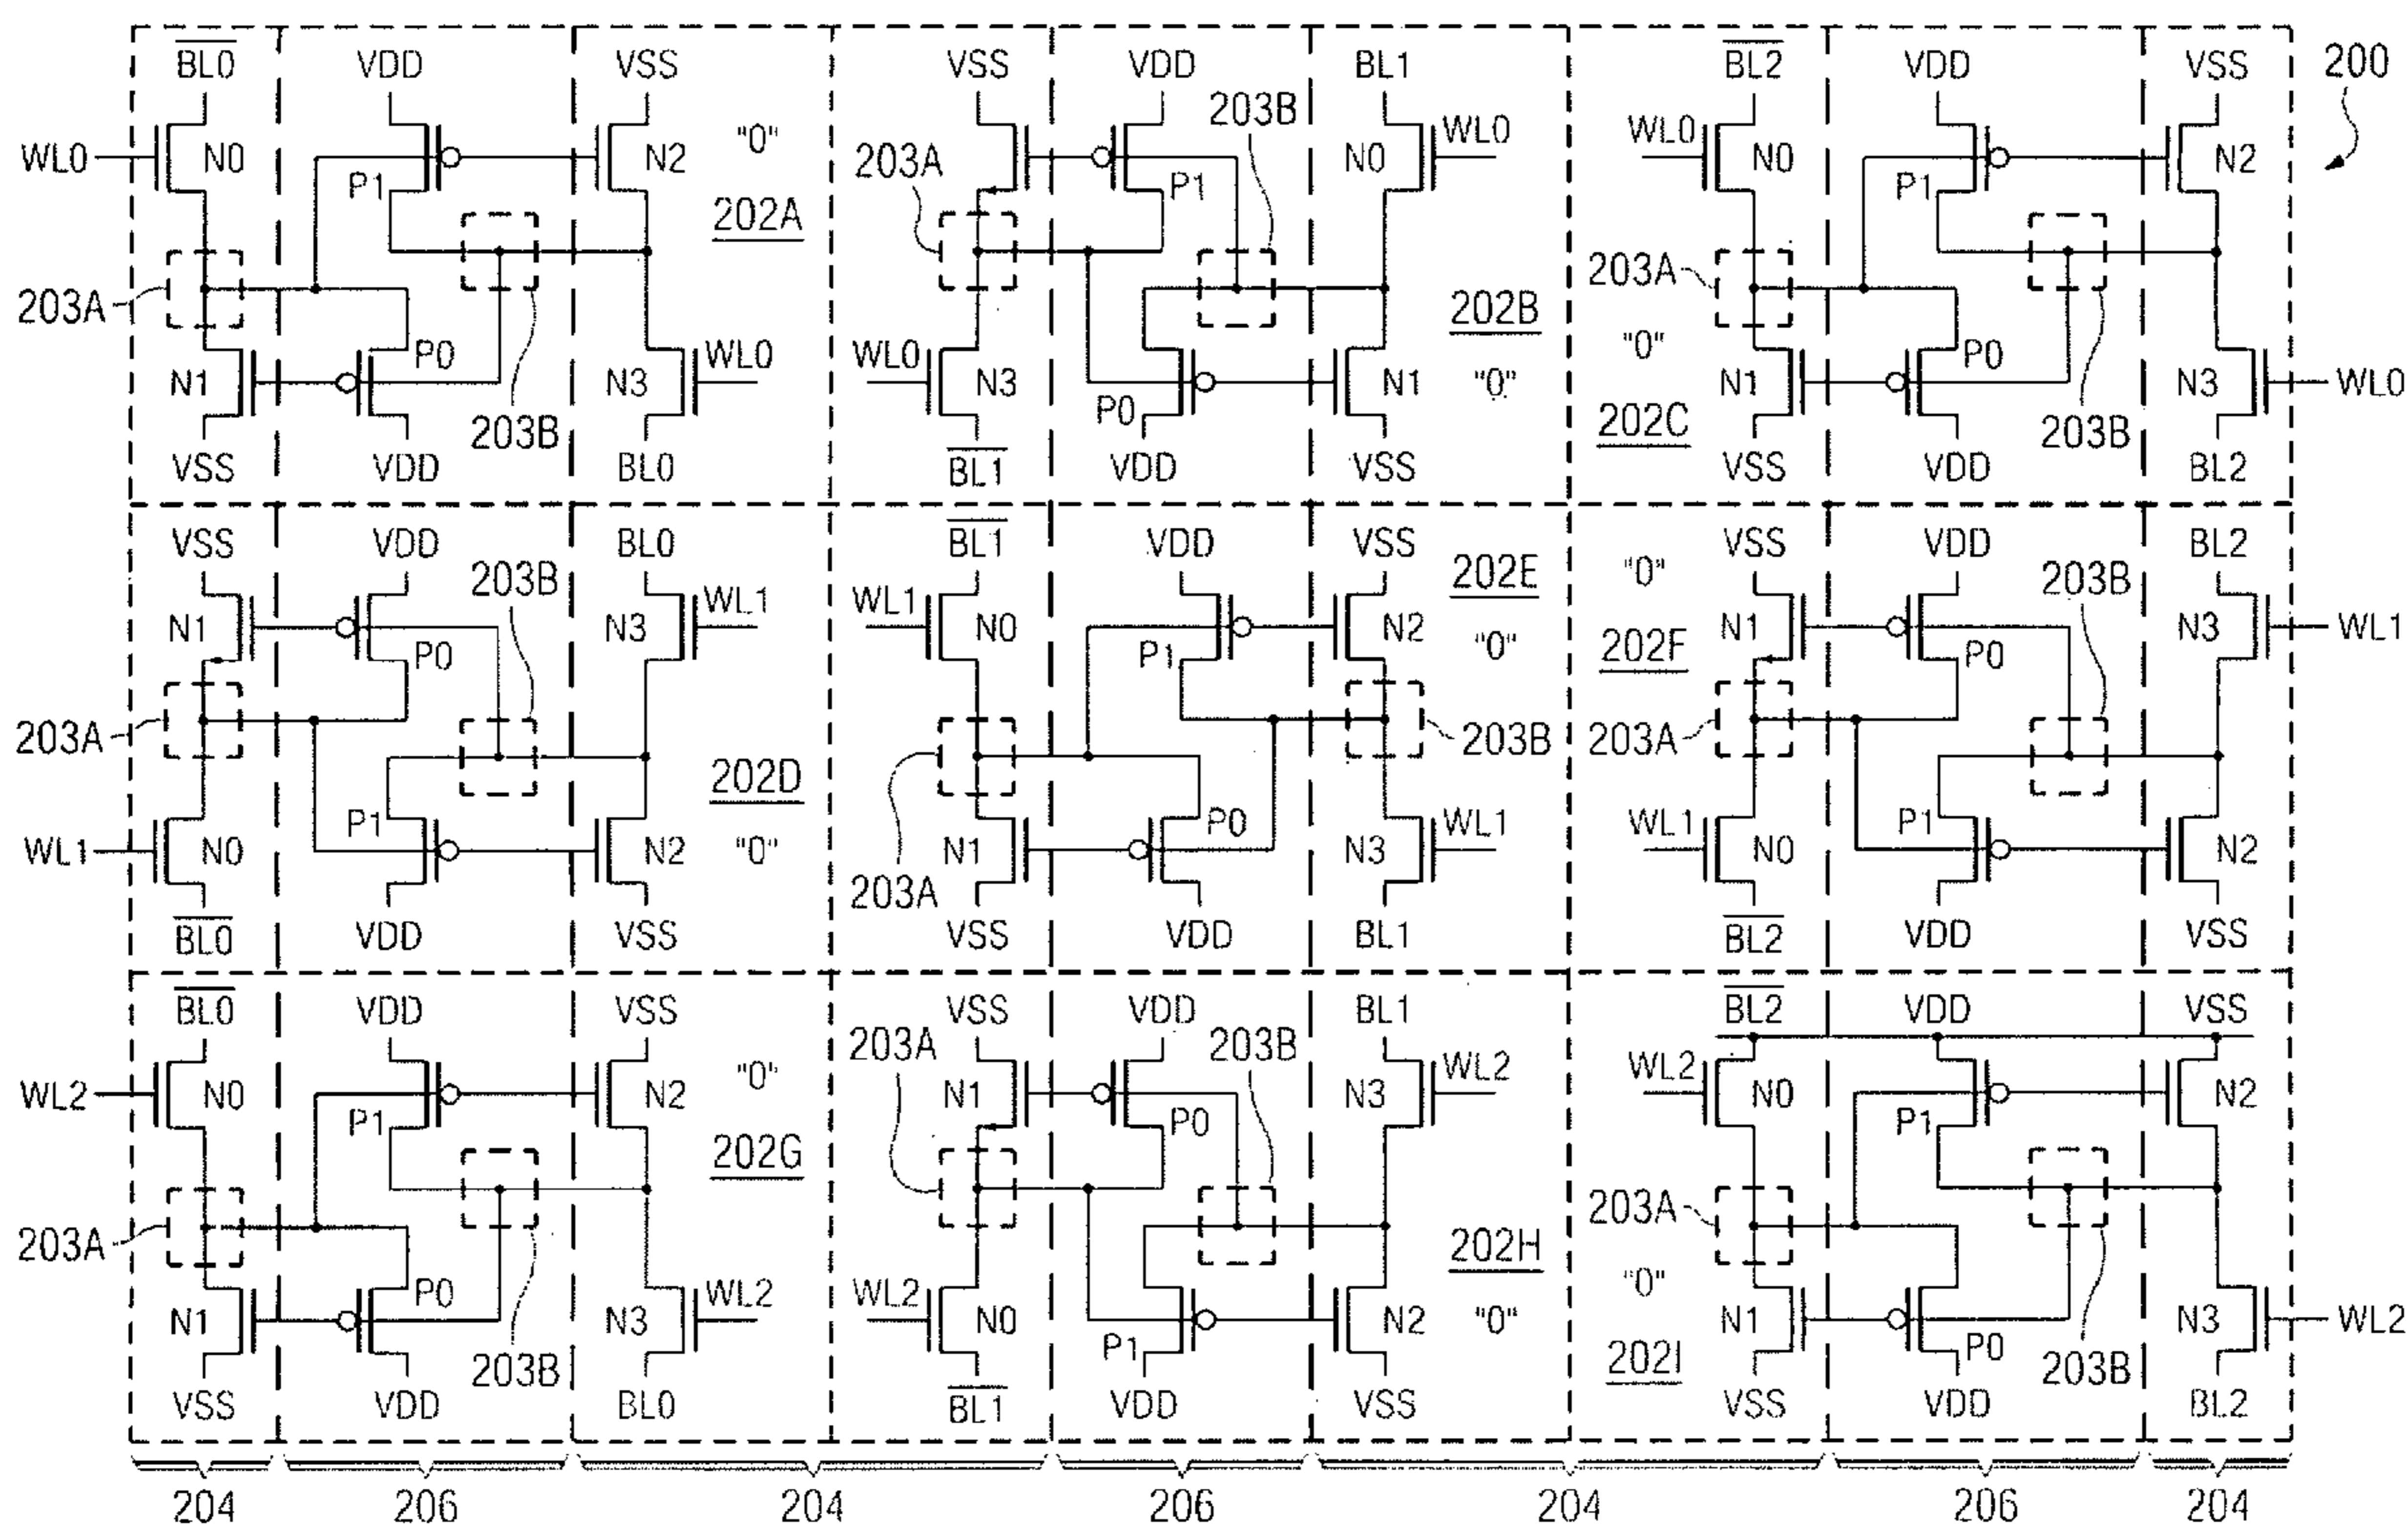 BL0 VDD VSS VSS VDD BL1 BL2 VDD VSS 200
203B
WL0 N0 P1 N2 "0" 203A P1 N0 WL0 WL0 N0 P1 N2
202A 203A
203A "0"
202B
N1 P0 N3 WL0 WL0 N3 P0 N1 "0" N1 P0 N3 WL0
203B 202C 203B
VSS VDD BL0 BL1 VDD VSS VSS VDD BL2
VSS VDD BL0 BL1 VDD VSS 202E "0" VSS VDD BL2
203B 203B
N1 P0 N3 WL1 WL1 N0 P1 N2 "0" 202F N1 P0 N3 WL1
203A 203B 203A
202D
WL1 N0 P1 N2 "0" 203A N1 P0 N3 WL1 WL1 N0 P1 N2
BL0 VDD VSS VSS VDD BL1 BL2 VDD VSS
BL0 VDD VSS VSS VDD BL1 BL2 VDD VSS
203A 203B
WL2 N0 P1 N2 "0" N1 P0 N3 WL2 WL2 N0 P1 N2
202G
203A 203A
202H "0"
N1 P0 N3 WL2 WL2 N0 P1 N2 "0" N1 P0 N3 WL2
203B 202I 203B
VSS VDD BL0 BL1 VDD VSS VSS VDD BL2
204 206 204 206 204 206 204